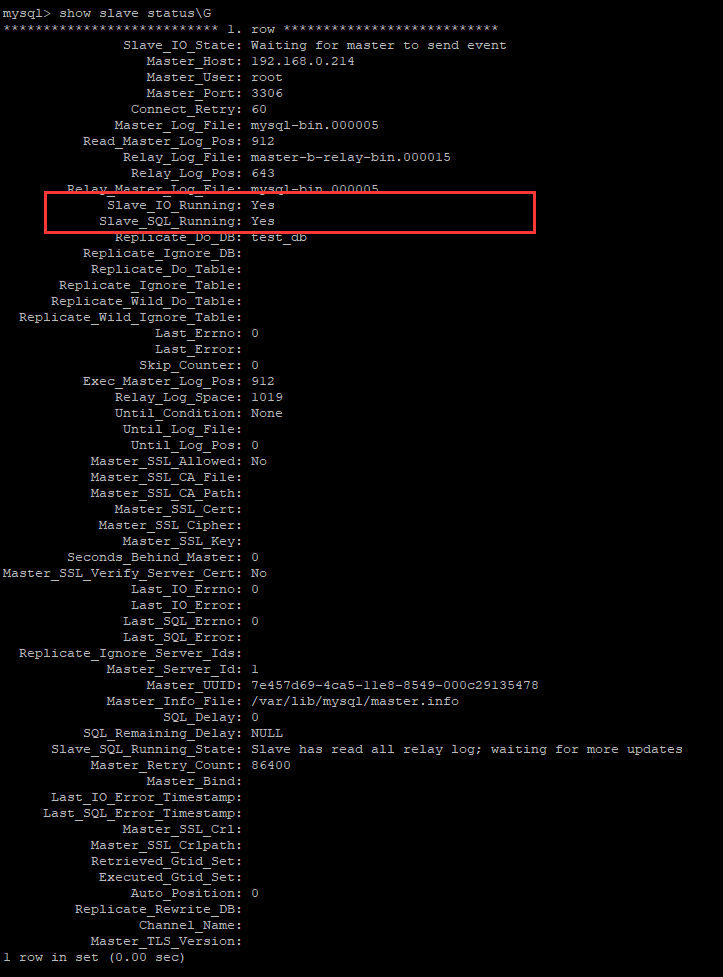 mysql> show slave status\G
*************************** 1. row ***************************
Slave_IO_State: Waiting for master to send event
Master_Host: 192.168.0.214
Master_User: root
Master_Port: 3306
Connect_Retry: 60
Master_Log_File: mysql-bin.000005
Read_Master_Log_Pos: 912
Relay_Log_File: master-b-relay-bin.000015
Relay_Log_Pos: 643
Relay_Master_Log_File: mysql-bin.000005
Slave_IO_Running: Yes
Slave_SQL_Running: Yes
Replicate_Do_DB: test_db
Replicate_Ignore_DB:
Replicate_Do_Table:
Replicate_Ignore_Table:
Replicate_Wild_Do_Table:
Replicate_Wild_Ignore_Table:
Last_Errno: 0
Last_Error:
Skip_Counter: 0
Exec_Master_Log_Pos: 912
Relay_Log_Space: 1019
Until_Condition: None
Until_Log_File:
Until_Log_Pos: 0
Master_SSL_Allowed: No
Master_SSL_CA_File:
Master_SSL_CA_Path:
Master_SSL_Cert:
Master_SSL_Cipher:
Master_SSL_Key:
Seconds_Behind_Master: 0
Master_SSL_Verify_Server_Cert: No
Last_IO_Errno: 0
Last_IO_Error:
Last_SQL_Errno: 0
Last_SQL_Error:
Replicate_Ignore_Server_Ids:
Master_Server_Id: 1
Master_UUID: 7e457d69-4ca5-11e8-8549-000c29135478
Master_Info_File: /var/lib/mysql/master.info
SQL_Delay: 0
SQL_Remaining_Delay: NULL
Slave_SQL_Running_State: Slave has read all relay log; waiting for more updates
Master_Retry_Count: 86400
Master_Bind:
Last_IO_Error_Timestamp:
Last_SQL_Error_Timestamp:
Master_SSL_Crl:
Master_SSL_Crlpath:
Retrieved_Gtid_Set:
Executed_Gtid_Set:
Auto_Position: 0
Replicate_Rewrite_DB:
Channel_Name:
Master_TLS_Version:
1 row in set (0.00 sec)